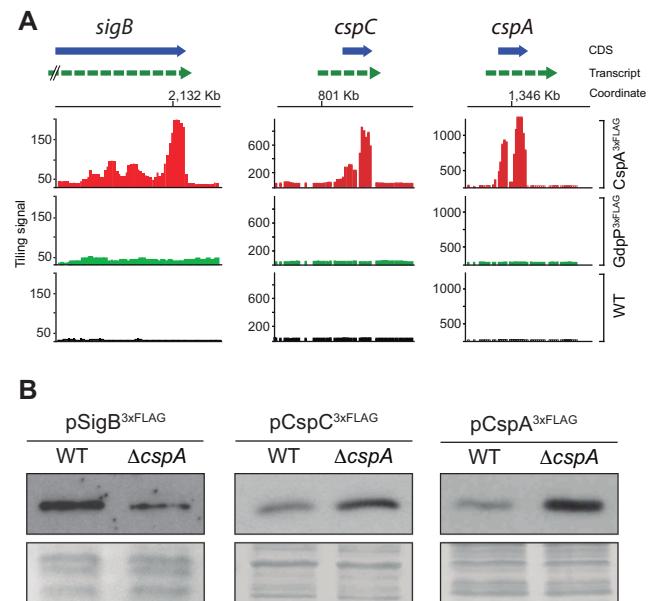 A
sigB cspC cspA
CDS
Transcript
2,132 Kb 801 Kb 1,346 Kb Coordinate
150
50
800
600
200
1000
500
CspA3xFLAG
Tiling signal
150
50
600
200
1000
500
GdpP3xFLAG
150
50
600
200
1000
500
WT
B
pSigB3xFLAG pCspC3xFLAG pCspA3xFLAG
WT ΔcspA WT ΔcspA WT ΔcspA